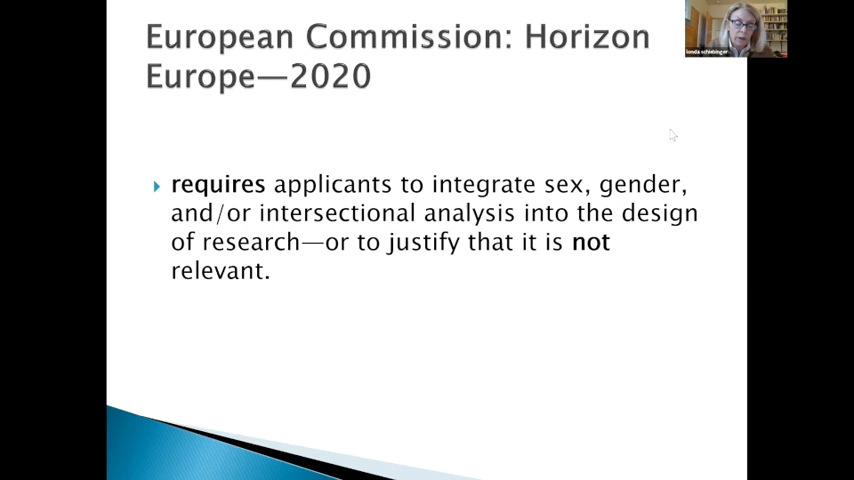 European Commission: Horizon
Europe—2020
requires applicants to integrate sex, gender,
and/or intersectional analysis into the design
of research—or to justify that it is not
relevant.
londa schiebinger